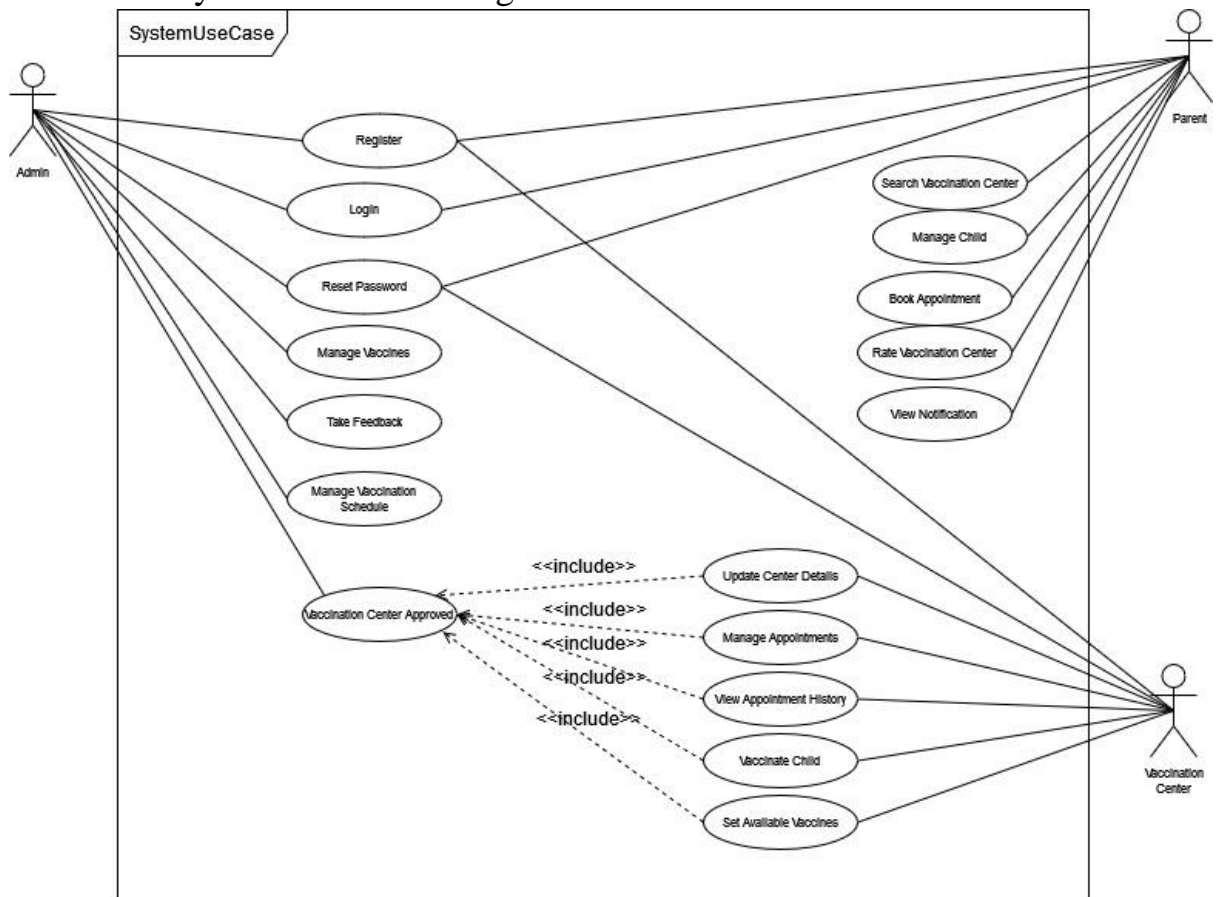 SystemUseCase
Admin
Parent
Register
Login
Reset Password
Manage Vaccines
Take Feedback
Manage Vaccination
Schedule
Search Vaccination Center
Manage Child
Book Appointment
Rate Vaccination Center
View Notification
Vaccination Center Approved
<<include>>
<<include>>
<<include>>
<<include>>
<<include>>
Update Center Details
Manage Appointments
View Appointment History
Vaccinate Child
Set Available Vaccines
Vaccination
Center